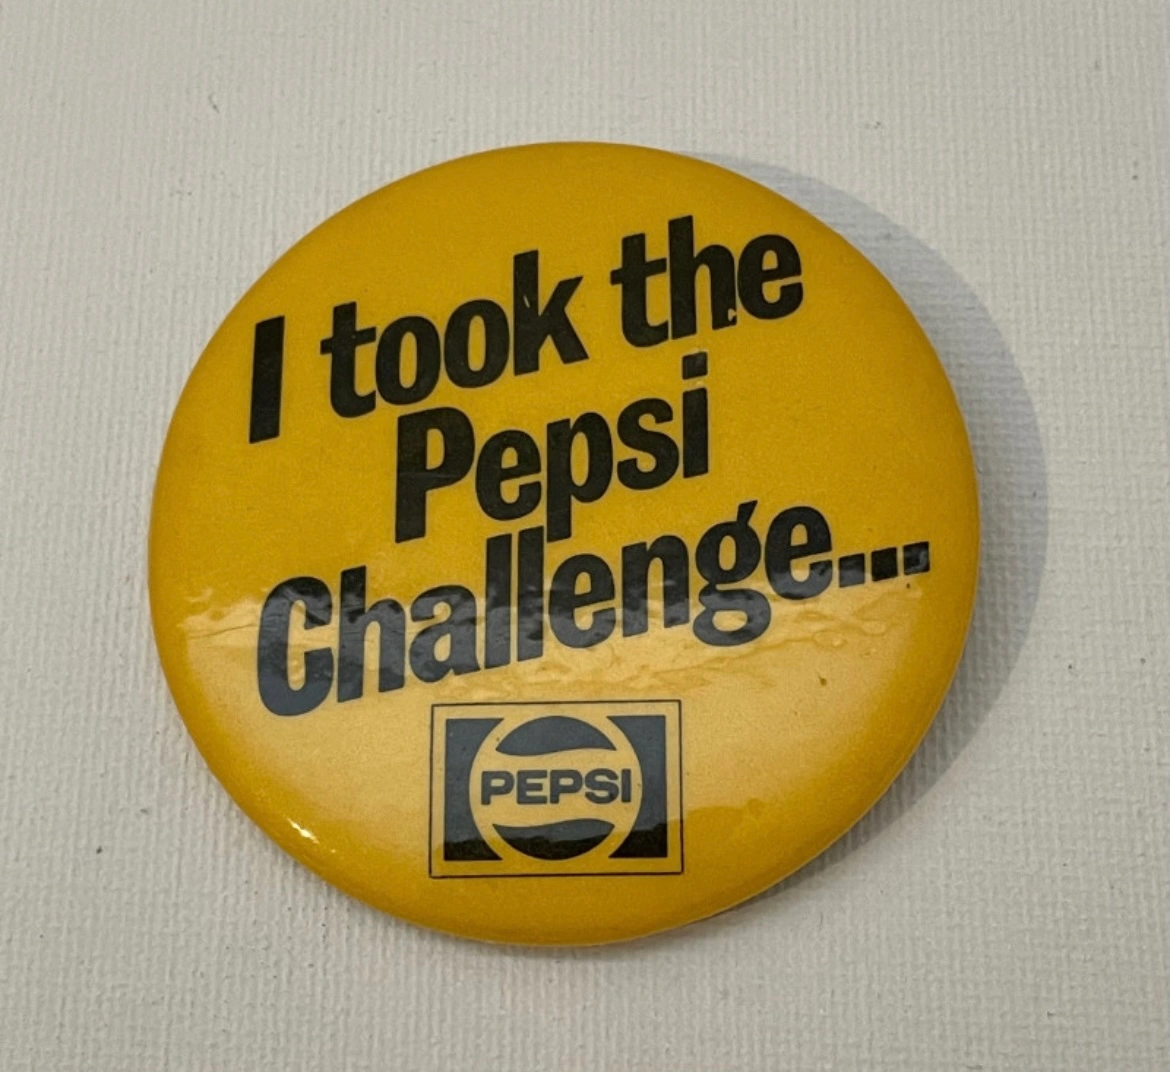 I took the
Pepsi
Challenge...
PEPSI